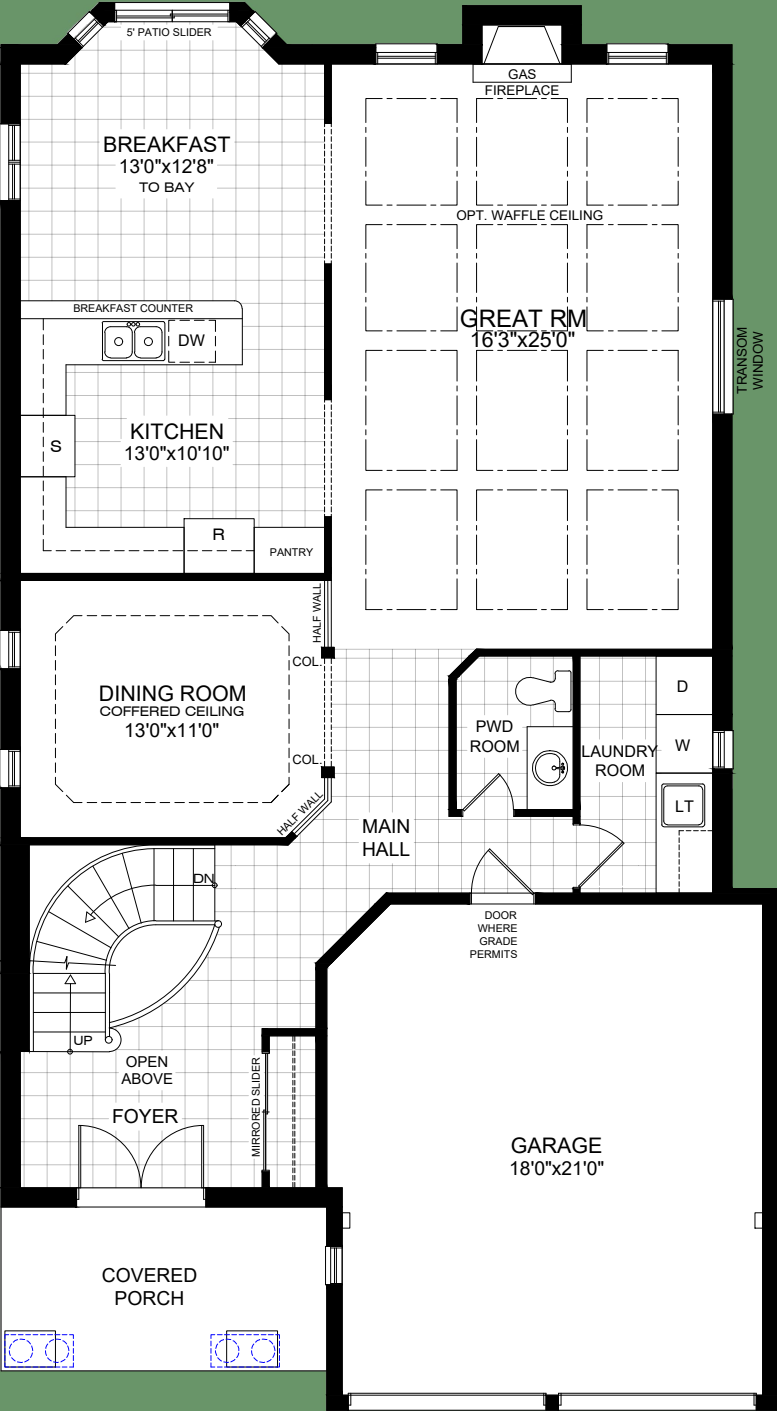 5' PATIO SLIDER
GAS
FIREPLACE
BREAKFAST
13'0"x12'8"
TO BAY
OPT. WAFFLE CEILING
BREAKFAST COUNTER
DW
GREAT RM
16'3"x25'0"
TRANSOM
WINDOW
KITCHEN
13'0"x10'10"
S
R
PANTRY
HALF WALL
COL.
DINING ROOM
COFFERED CEILING
13'0"x11'0"
COL.
HALF WALL
PWD
ROOM
LAUNDRY
ROOM
D
W
LT
MAIN
HALL
DN
DOOR
WHERE
GRADE
PERMITS
UP
OPEN
ABOVE
FOYER
MIRRORED SLIDER
GARAGE
18'0"x21'0"
COVERED
PORCH